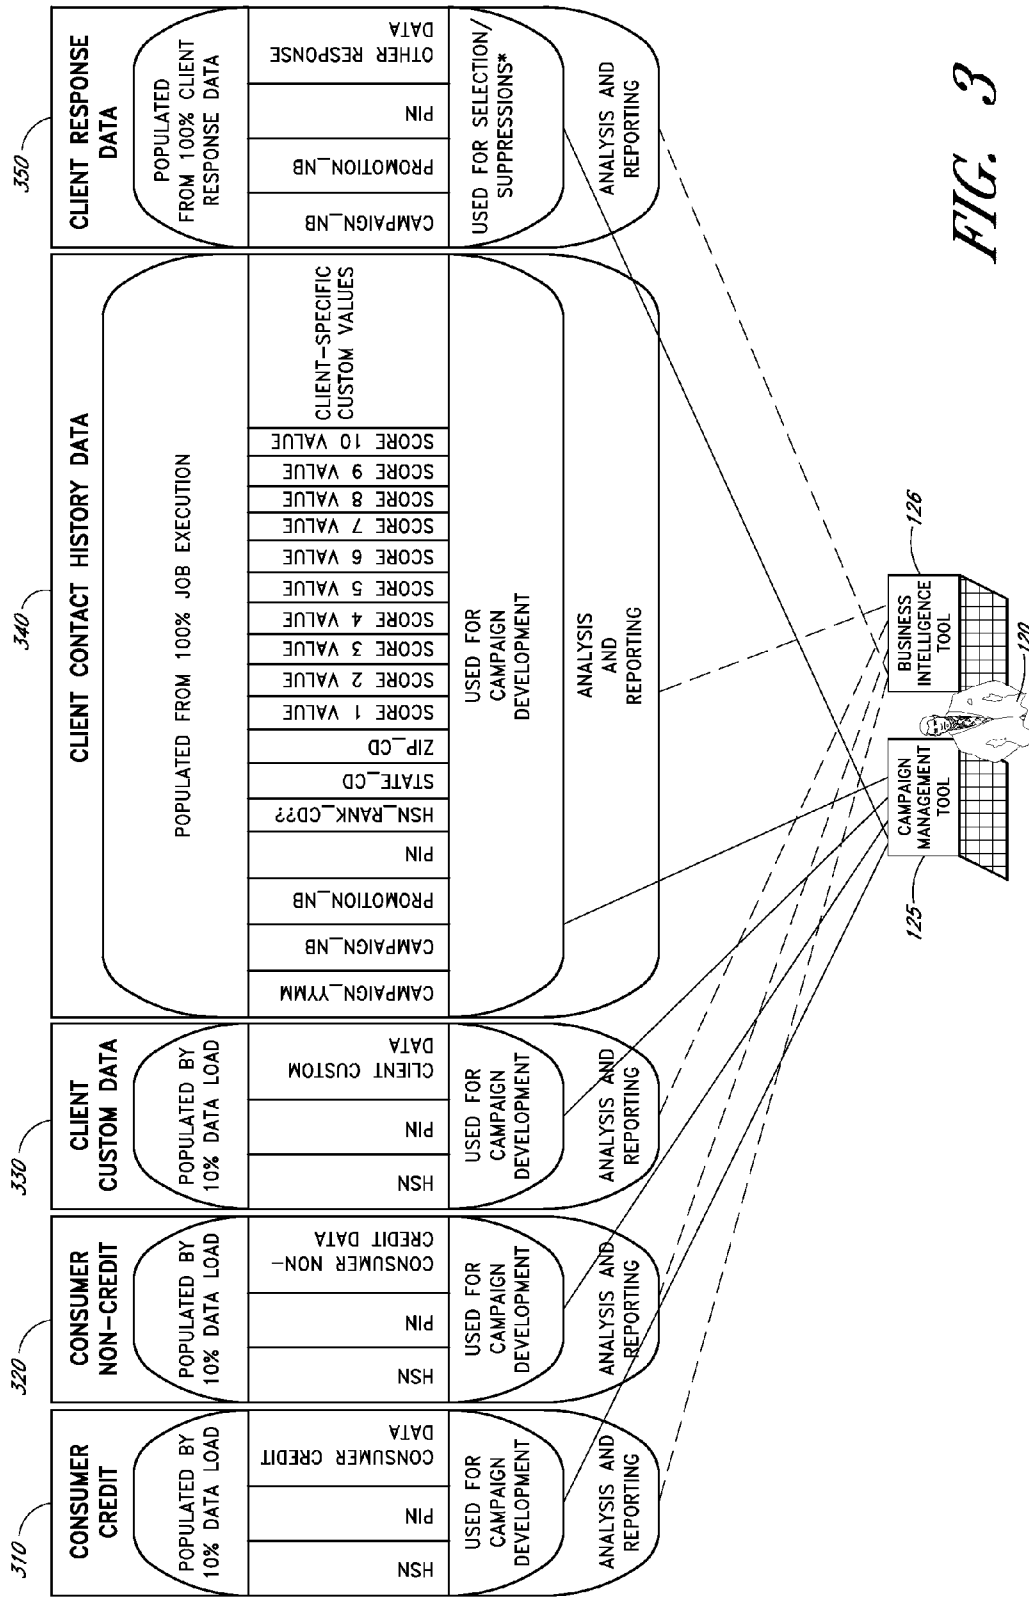 310
CONSUMER
CREDIT
POPULATED BY
10% DATA LOAD
HSN
PIN
CONSUMER CREDIT
DATA
USED FOR
CAMPAIGN
DEVELOPMENT
ANALYSIS AND
REPORTING
320
CONSUMER
NON-CREDIT
POPULATED BY
10% DATA LOAD
HSN
PIN
CONSUMER NON-
CREDIT DATA
USED FOR
CAMPAIGN
DEVELOPMENT
ANALYSIS AND
REPORTING
330
CLIENT
CUSTOM DATA
POPULATED BY
10% DATA LOAD
HSN
PIN
CLIENT CUSTOM
DATA
USED FOR
CAMPAIGN
DEVELOPMENT
ANALYSIS AND
REPORTING
340
CLIENT CONTACT HISTORY DATA
POPULATED FROM 100% JOB EXECUTION
CAMPAIGN_YYMM
CAMPAIGN_NB
PROMOTION_NB
PIN
HSN_RANK_CD??
STATE_CD
ZIP_CD
SCORE 1 VALUE
SCORE 2 VALUE
SCORE 3 VALUE
SCORE 4 VALUE
SCORE 5 VALUE
SCORE 6 VALUE
SCORE 7 VALUE
SCORE 8 VALUE
SCORE 9 VALUE
SCORE 10 VALUE
CLIENT-SPECIFIC
CUSTOM VALUES
USED FOR
CAMPAIGN
DEVELOPMENT
ANALYSIS
AND
REPORTING
350
CLIENT RESPONSE
DATA
POPULATED
FROM 100% CLIENT
RESPONSE DATA
CAMPAIGN_NB
PROMOTION_NB
PIN
OTHER RESPONSE
DATA
USED FOR SELECTION/
SUPPRESSIONS*
ANALYSIS AND
REPORTING
125
CAMPAIGN
MANAGEMENT
TOOL
BUSINESS
INTELLIGENCE
TOOL
126
120
FIG. 3